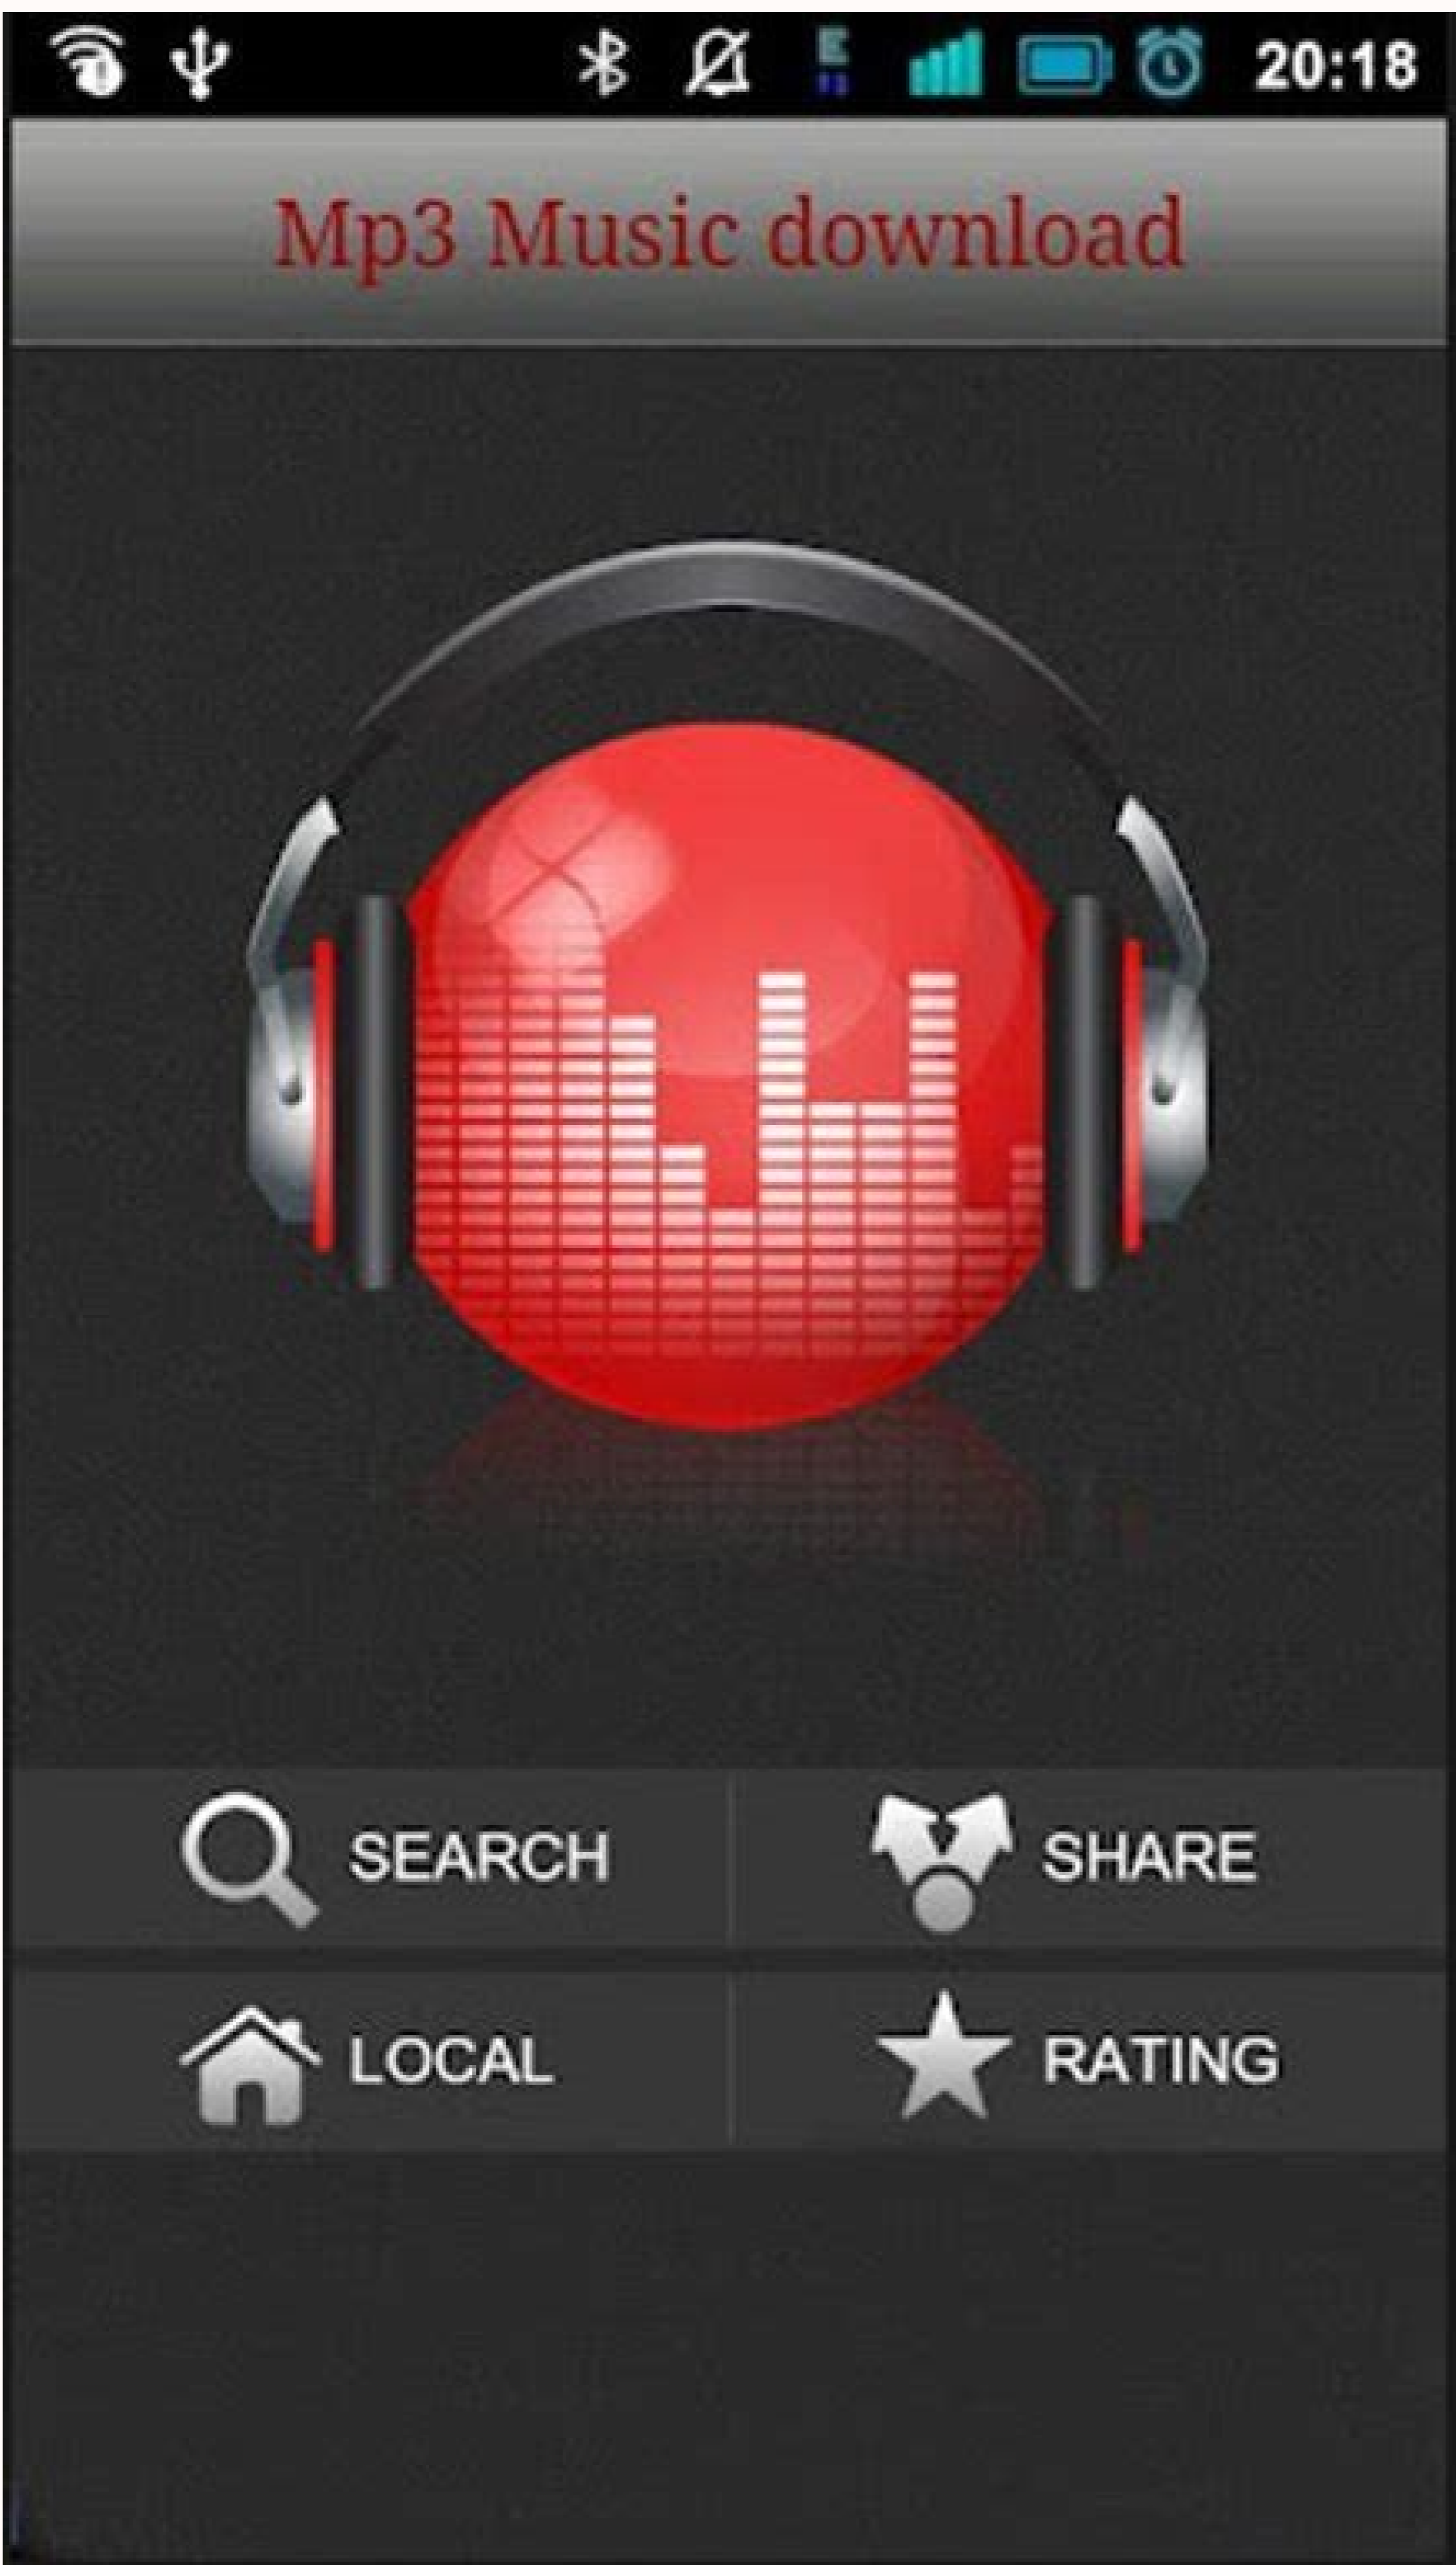 20:18
Mp3 Music download
SEARCH
SHARE
LOCAL
RATING